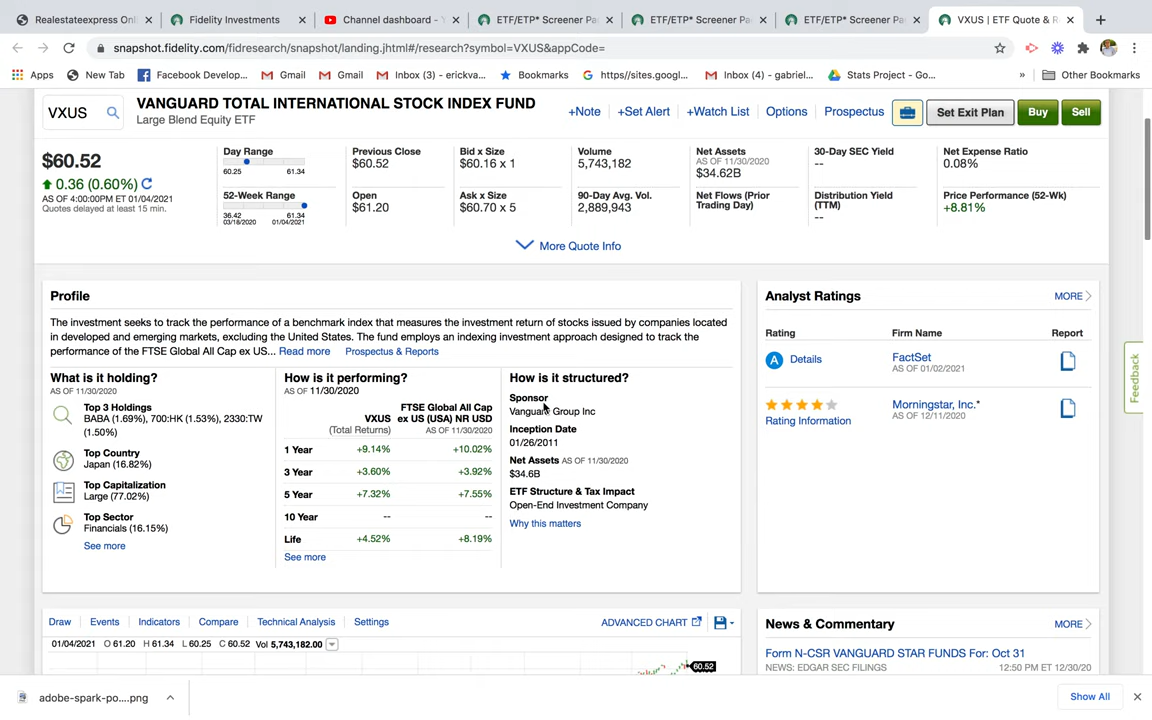 Realestateexpress Onl
Fidelity Investments
Channel dashboard - Y
ETF/ETP* Screener Pa
ETF/ETP* Screener Pa
ETF/ETP* Screener Pa
VXUS | ETF Quote & R
snapshot.fidelity.com/fidresearch/snapshot/landing.jhtml#/research?symbol=VXUS&appCode=
Apps
New Tab
Facebook Develop...
Gmail
Gmail
Inbox (3) - erickva...
Bookmarks
https//sites.googl...
Inbox (4) - gabriel...
Stats Project - Go...
»
Other Bookmarks
VXUS
VANGUARD TOTAL INTERNATIONAL STOCK INDEX FUND
Large Blend Equity ETF
+Note
+Set Alert
+Watch List
Options
Prospectus
Set Exit Plan
Buy
Sell
$60.52
0.36 (0.60%)
AS OF 4:00:00PM ET 01/04/2021
Quotes delayed at least 15 min.
Day Range
60.25 61.34
52-Week Range
36.42 61.34
03/18/2020 01/04/2021
Previous Close
$60.52
Open
$61.20
Bid x Size
$60.16 x 1
Ask x Size
$60.70 x 5
Volume
5,743,182
90-Day Avg. Vol.
2,889,943
Net Assets
AS OF 11/30/2020
$34.62B
Net Flows (Prior
Trading Day)
30-Day SEC Yield
--
Distribution Yield
(TTM)
--
Net Expense Ratio
0.08%
Price Performance (52-Wk)
+8.81%
More Quote Info
Profile
The investment seeks to track the performance of a benchmark index that measures the investment return of stocks issued by companies located
in developed and emerging markets, excluding the United States. The fund employs an indexing investment approach designed to track the
performance of the FTSE Global All Cap ex US... Read more Prospectus & Reports
What is it holding?
AS OF 11/30/2020
Top 3 Holdings
BABA (1.69%), 700:HK (1.53%), 2330:TW
(1.50%)
Top Country
Japan (16.82%)
Top Capitalization
Large (77.02%)
Top Sector
Financials (16.15%)
See more
How is it performing?
AS OF 11/30/2020
FTSE Global All Cap
VXUS ex US (USA) NR USD
(Total Returns) AS OF 11/30/2020
1 Year +9.14% +10.02%
3 Year +3.60% +3.92%
5 Year +7.32% +7.55%
10 Year -- --
Life +4.52% +8.19%
See more
How is it structured?
Sponsor
Vanguard Group Inc
Inception Date
01/26/2011
Net Assets AS OF 11/30/2020
$34.6B
ETF Structure & Tax Impact
Open-End Investment Company
Why this matters
Analyst Ratings
MORE
Rating Firm Name Report
A Details FactSet
AS OF 01/02/2021
Morningstar, Inc.*
Rating Information AS OF 12/11/2020
Feedback
Draw Events Indicators Compare Technical Analysis Settings ADVANCED CHART
01/04/2021 O 61.20 H 61.34 L 60.25 C 60.52 Vol 5,743,182.00
60.52
News & Commentary
MORE
Form N-CSR VANGUARD STAR FUNDS For: Oct 31
NEWS: EDGAR SEC FILINGS 12:50 PM ET 12/30/20
adobe-spark-po....png
Show All